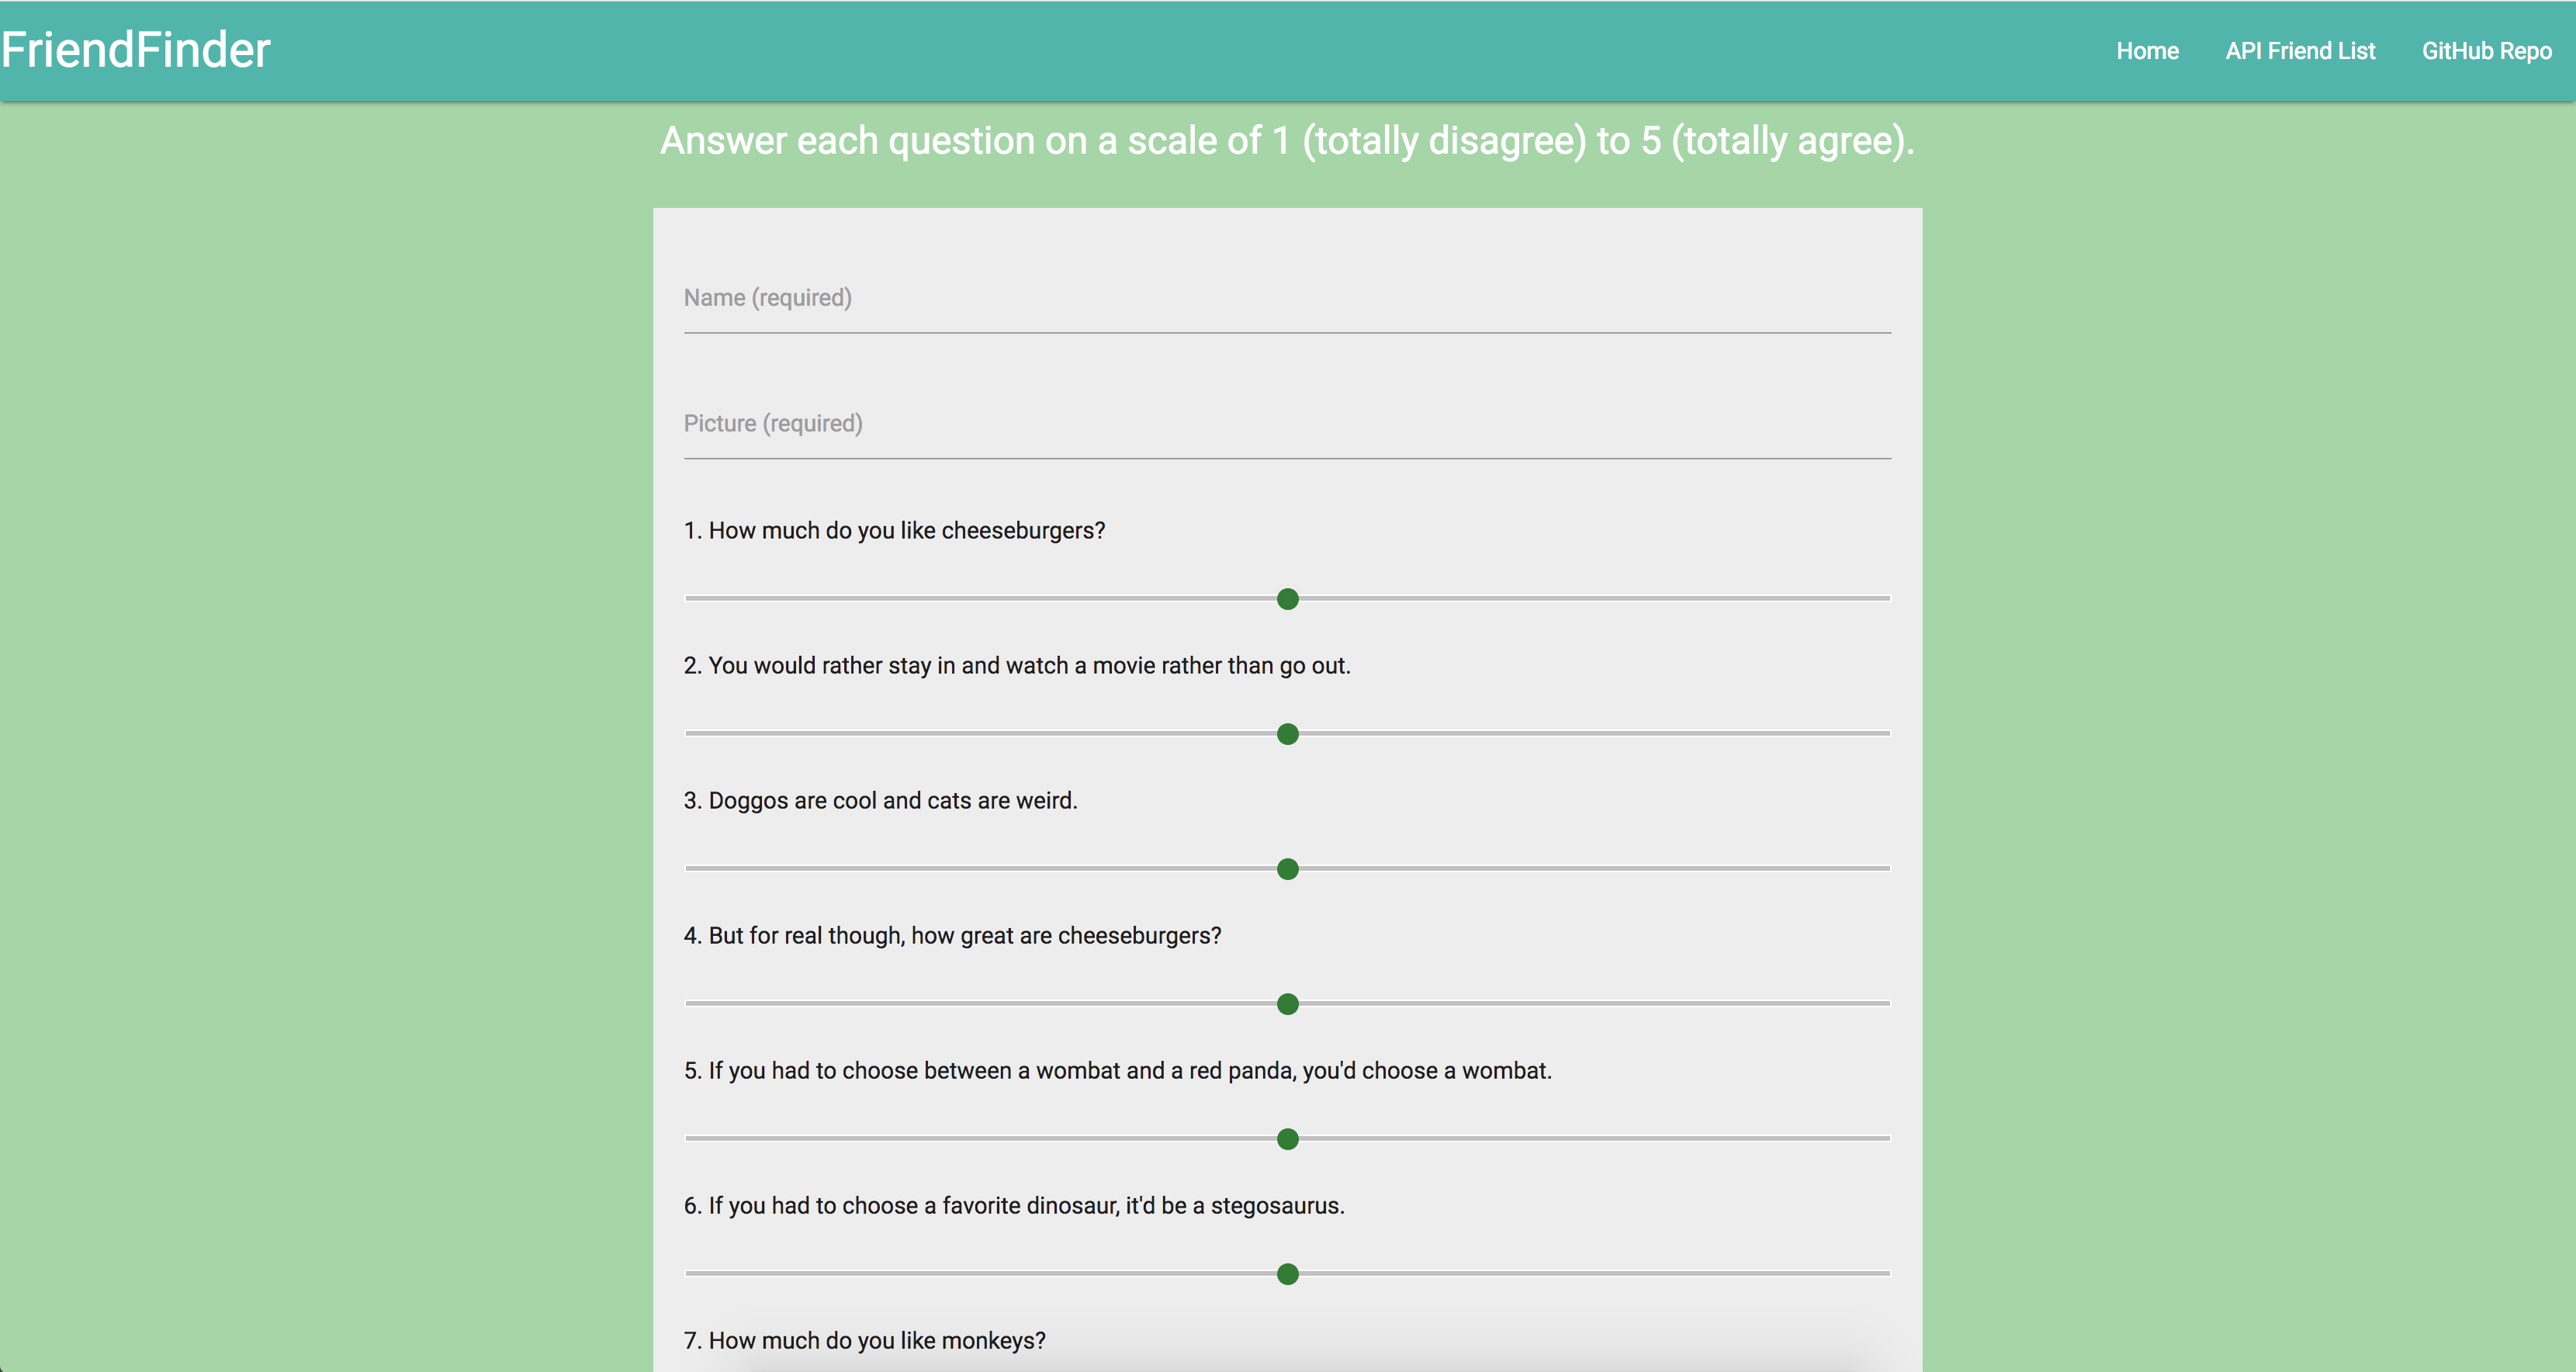 FriendFinder
Home
API Friend List
GitHub Repo
Answer each question on a scale of 1 (totally disagree) to 5 (totally agree).
Name (required)
Picture (required)
1. How much do you like cheeseburgers?
2. You would rather stay in and watch a movie rather than go out.
3. Doggos are cool and cats are weird.
4. But for real though, how great are cheeseburgers?
5. If you had to choose between a wombat and a red panda, you'd choose a wombat.
6. If you had to choose a favorite dinosaur, it'd be a stegosaurus.
7. How much do you like monkeys?